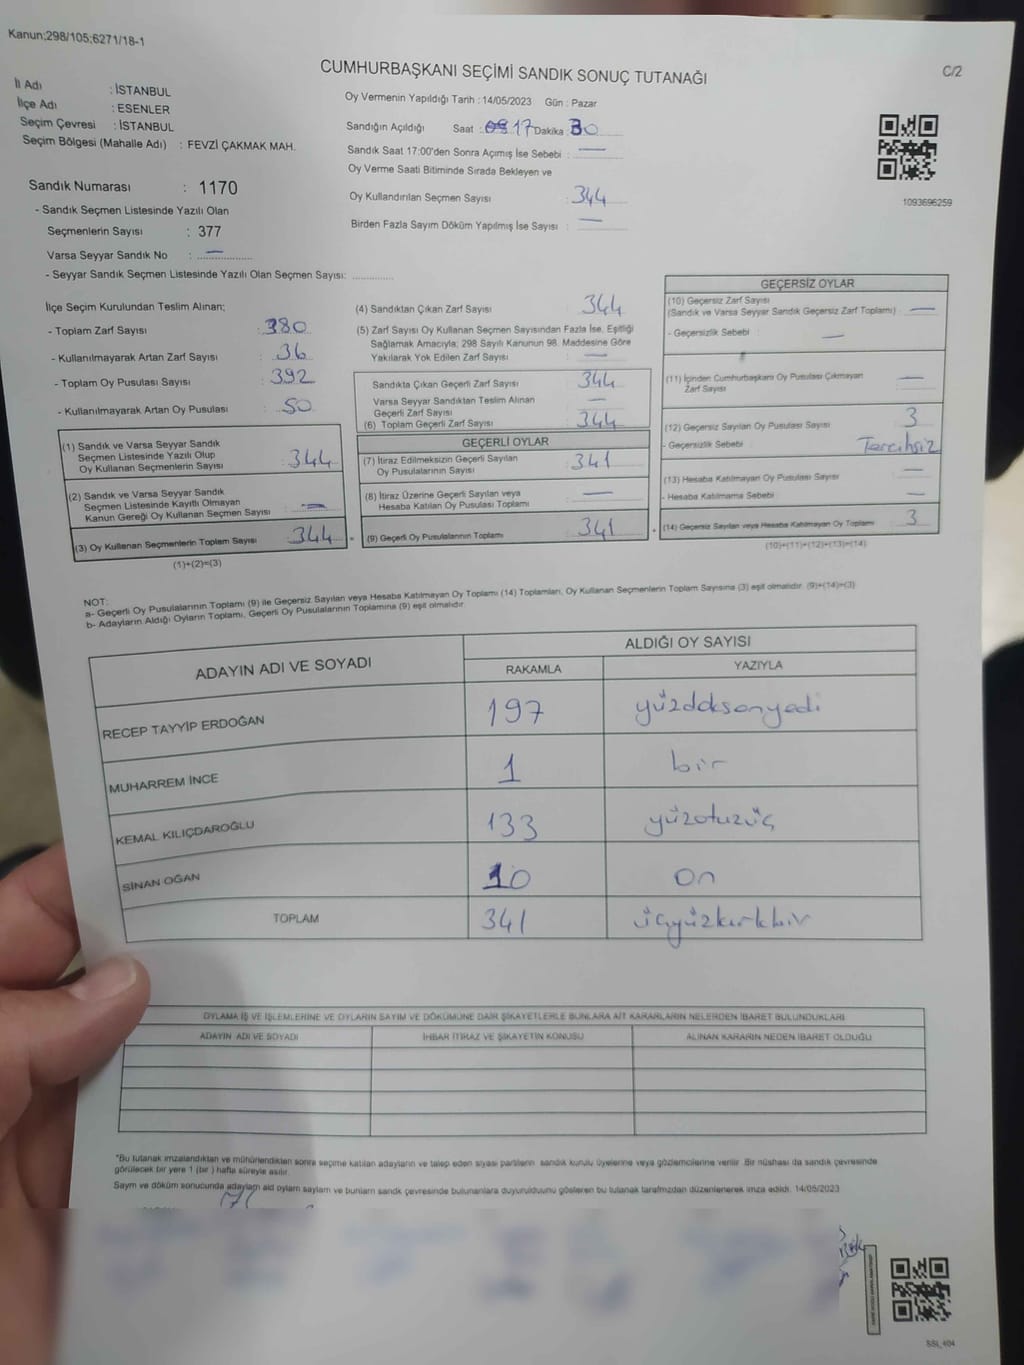 Kanun;298/105;6271/18-1
CUMHURBAŞKANI SEÇİMİ SANDIK SONUÇ TUTANAĞI
C/2
İl Adı : İSTANBUL
İlçe Adı : ESENLER
Seçim Çevresi : İSTANBUL
Seçim Bölgesi (Mahalle Adı) : FEVZİ ÇAKMAK MAH.
Oy Vermenin Yapıldığı Tarih : 14/05/2023 Gün : Pazar
Sandığın Açıldığı Saat : 17 Dakika : 30
Sandık Saat 17:00'den Sonra Açımış İse Sebebi : —
Oy Verme Saati Bitiminde Sırada Bekleyen ve
Oy Kullandırılan Seçmen Sayısı : 344
Birden Fazla Sayım Döküm Yapılmış İse Sayısı : —
1093696259
Sandık Numarası : 1170
- Sandık Seçmen Listesinde Yazılı Olan
Seçmenlerin Sayısı : 377
Varsa Seyyar Sandık No : —
- Seyyar Sandık Seçmen Listesinde Yazılı Olan Seçmen Sayısı: ............
İlçe Seçim Kurulundan Teslim Alınan;
- Toplam Zarf Sayısı : 380
- Kullanılmayarak Artan Zarf Sayısı : 36
- Toplam Oy Pusulası Sayısı : 392
- Kullanılmayarak Artan Oy Pusulası : 50
(1) Sandık ve Varsa Seyyar Sandık
Seçmen Listesinde Yazılı Olup
Oy Kullanan Seçmenlerin Sayısı : 344
(2) Sandık ve Varsa Seyyar Sandık
Seçmen Listesinde Kayıtlı Olmayan
Kanun Gereği Oy Kullanan Seçmen Sayısı : —
(3) Oy Kullanan Seçmenlerin Toplam Sayısı : 344
(1)+(2)=(3)
(4) Sandıktan Çıkan Zarf Sayısı : 344
(5) Zarf Sayısı Oy Kullanan Seçmen Sayısından Fazla İse, Eşitliği
Sağlamak Amacıyla; 298 Sayılı Kanunun 98. Maddesine Göre
Yakılarak Yok Edilen Zarf Sayısı : —
Sandıkta Çıkan Geçerli Zarf Sayısı : 344
Varsa Seyyar Sandıktan Teslim Alınan
Geçerli Zarf Sayısı : —
(6) Toplam Geçerli Zarf Sayısı : 344
GEÇERLİ OYLAR
(7) İtiraz Edilmeksizin Geçerli Sayılan
Oy Pusulalarının Sayısı : 341
(8) İtiraz Üzerine Geçerli Sayılan veya
Hesaba Katılan Oy Pusulası Toplamı : —
(9) Geçerli Oy Pusulalarının Toplamı : 341
GEÇERSİZ OYLAR
(10) Geçersiz Zarf Sayısı
(Sandık ve Varsa Seyyar Sandık Geçersiz Zarf Toplamı) : —
- Geçersizlik Sebebi : —
(11) İçinden Cumhurbaşkanı Oy Pusulası Çıkmayan
Zarf Sayısı : —
(12) Geçersiz Sayılan Oy Pusulası Sayısı : 3
- Geçersizlik Sebebi : Tercihsiz
(13) Hesaba Katılmayan Oy Pusulası Sayısı : —
- Hesaba Katılmama Sebebi : —
(14) Geçersiz Sayılan veya Hesaba Katılmayan Oy Toplamı : 3
(10)+(11)+(12)+(13)=(14)
NOT:
a- Geçerli Oy Pusulalarının Toplamı (9) ile Geçersiz Sayılan veya Hesaba Katılmayan Oy Toplamı (14) Toplamları, Oy Kullanan Seçmenlerin Toplam Sayısına (3) eşit olmalıdır. (9)+(14)=(3)
b- Adayların Aldığı Oyların Toplamı, Geçerli Oy Pusulalarının Toplamına (9) eşit olmalıdır.
ADAYIN ADI VE SOYADI
ALDIĞI OY SAYISI
RAKAMLA YAZIYLA
RECEP TAYYİP ERDOĞAN 197 yüzdoksanyedi
MUHARREM İNCE 1 bir
KEMAL KILIÇDAROĞLU 133 yüzotuzüç
SİNAN OĞAN 10 On
TOPLAM 341 üçyüzkırkbir
OYLAMA İŞ VE İŞLEMLERİNE VE OYLARIN SAYIM VE DÖKÜMÜNE DAİR ŞİKAYETLERLE BUNLARA AİT KARARLARIN NELERDEN İBARET BULUNDUKLARI
ADAYIN ADI VE SOYADI İHBAR İTİRAZ VE ŞİKAYETİN KONUSU ALINAN KARARIN NEDEN İBARET OLDUĞU
*Bu tutanak imzalandıktan ve mühürlendikten sonra seçime katılan adayların ve talep eden siyasi partilerin sandık kurulu üyelerine veya gözlemcilerine verilir. Bir nüshası da sandık çevresinde
görülecek bir yere 1 (bir ) hafta süreyle asılır.
Sayım ve döküm sonucunda adayların aldığı oyların sayılarını ve bunların sandık çevresinde bulunanlara duyurulduğunu gösteren bu tutanak tarafımızdan düzenlenerek imza edildi. 14/05/2023